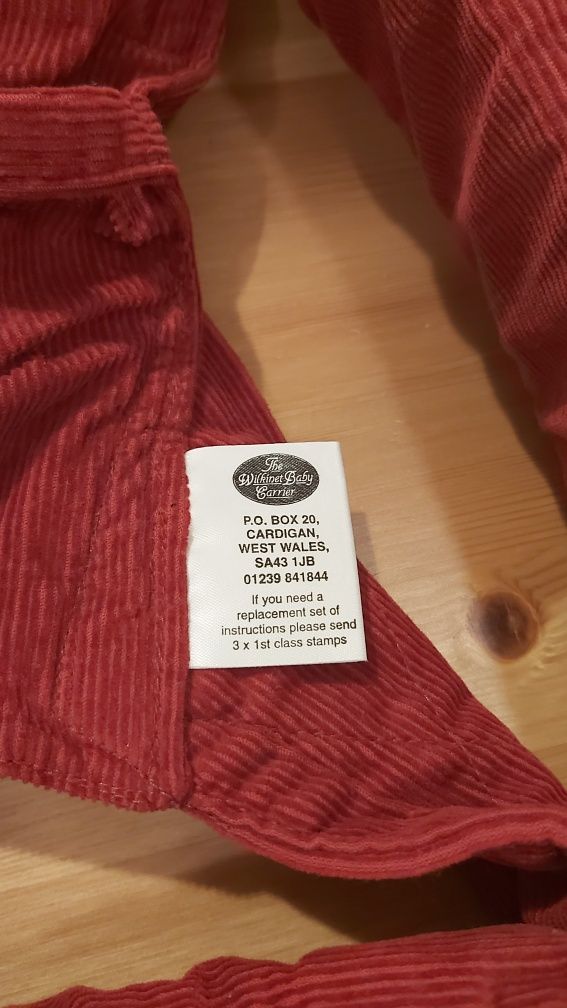 The
Wilkinet Baby
Carrier
P.O. BOX 20,
CARDIGAN,
WEST WALES,
SA43 1JB
01239 841844
If you need a
replacement set of
instructions please send
3 x 1st class stamps